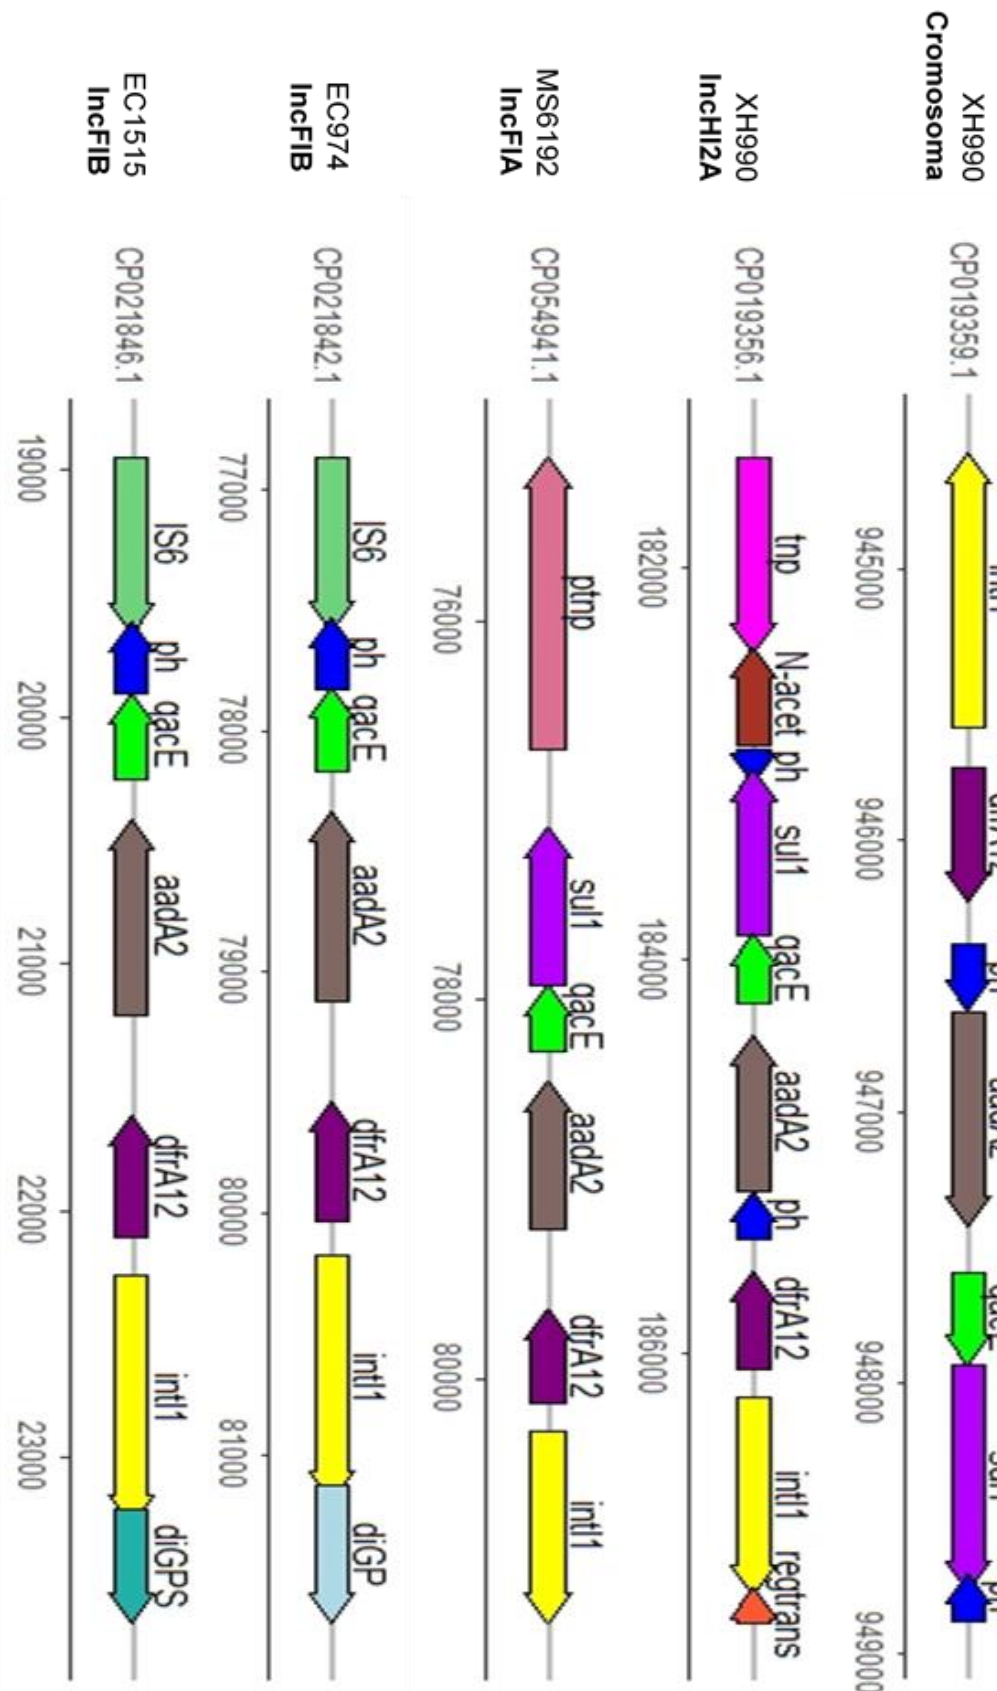 XH990
Cromosoma
CP019359.1
945000 946000 947000 948000 949000
XH990
IncHI2A
CP019356.1
tnp N-acet ph sul1 qacE aadA2 ph dfrA12 intI1 regtrans
182000 184000 186000
MS6192
IncFIA
CP054941.1
ptnp sul1 qacE aadA2 dfrA12 intI1
76000 78000 80000
EC974
IncFIB
CP021842.1
IS6 ph qacE aadA2 dfrA12 intI1 diGP
77000 78000 79000 80000 81000
EC1515
IncFIB
CP021846.1
IS6 ph qacE aadA2 dfrA12 intI1 diGPS
19000 20000 21000 22000 23000